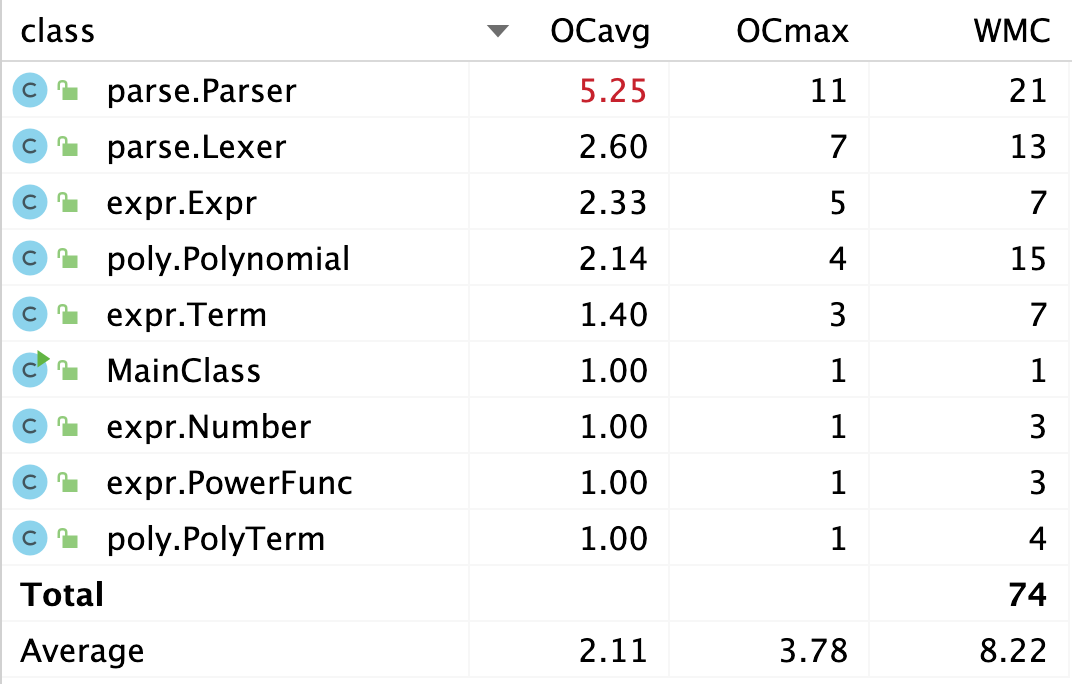 class OCavg OCmax WMC
C parse.Parser 5.25 11 21
C parse.Lexer 2.60 7 13
C expr.Expr 2.33 5 7
C poly.Polynomial 2.14 4 15
C expr.Term 1.40 3 7
C MainClass 1.00 1 1
C expr.Number 1.00 1 3
C expr.PowerFunc 1.00 1 3
C poly.PolyTerm 1.00 1 4
Total 74
Average 2.11 3.78 8.22